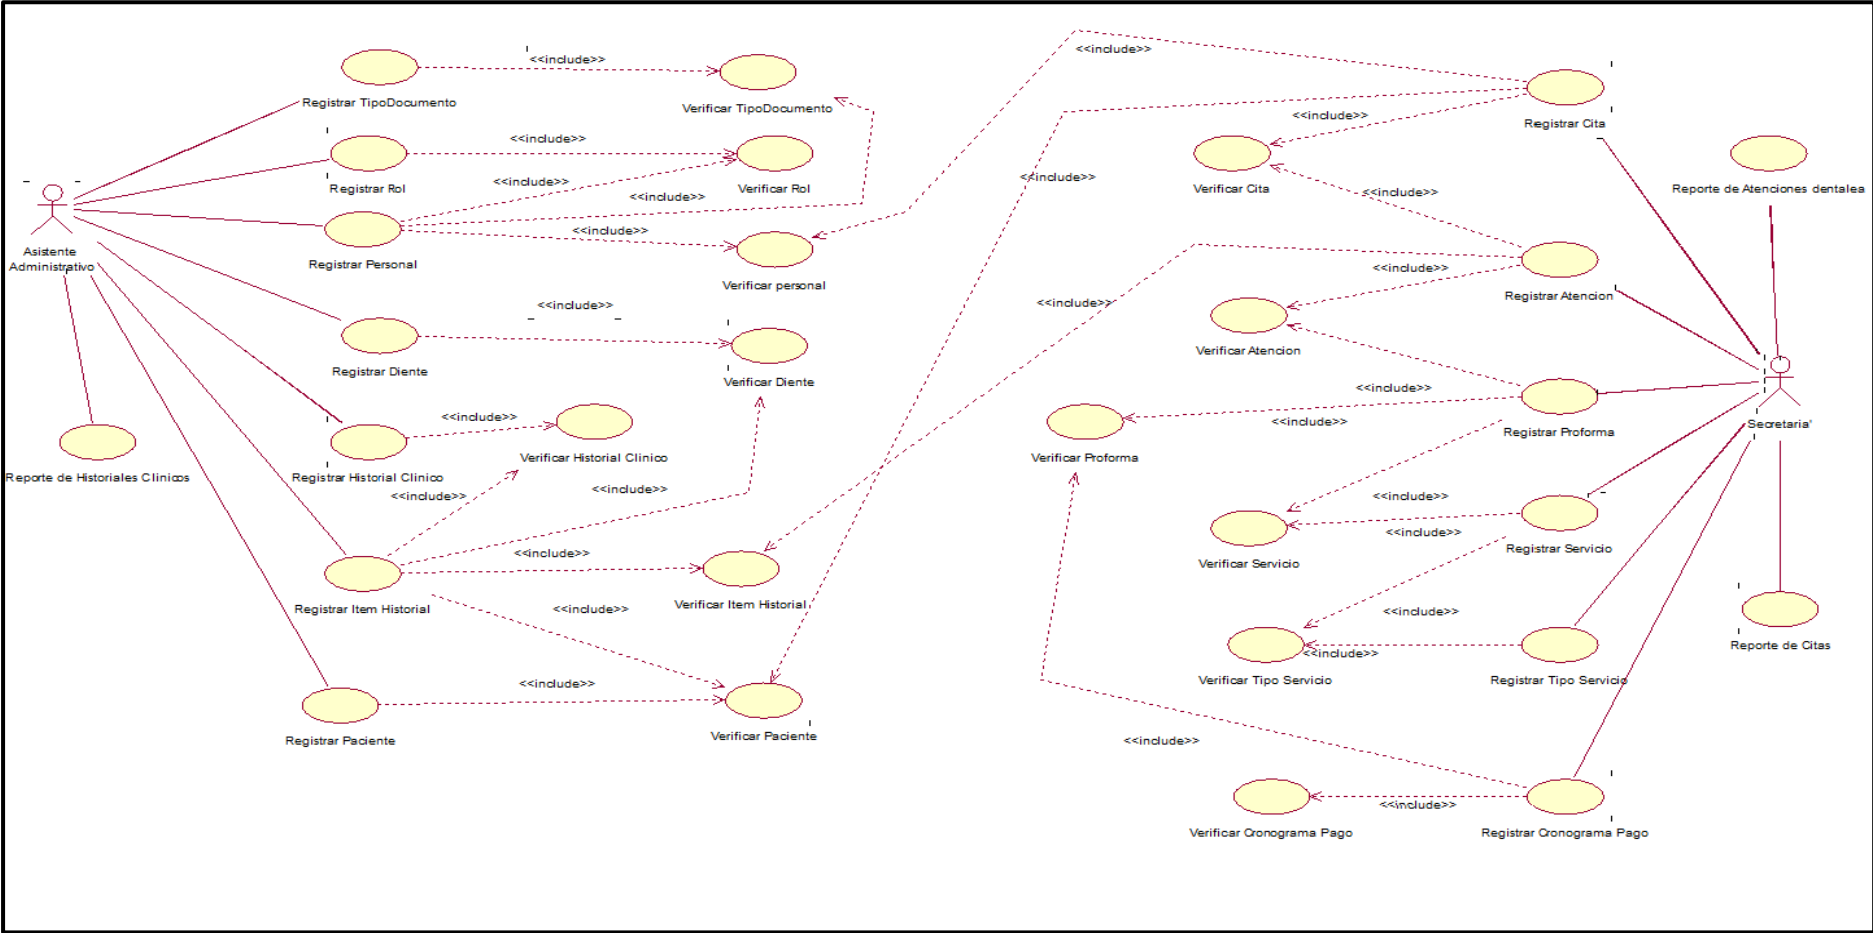 <<include>>
Registrar TipoDocumento
Verificar TipoDocumento
<<include>>
Registrar Rol
Verificar Rol
<<include>>
<<include>>
Asistente
Administrativo
Registrar Personal
<<include>>
Verificar personal
<<include>>
Registrar Diente
Verificar Diente
<<include>>
Reporte de Historiales Clinicos
Registrar Historial Clinico
Verificar Historial Clinico
<<include>>
<<include>>
<<include>>
Registrar Item Historial
Verificar Item Historial
<<include>>
<<include>>
Registrar Paciente
Verificar Paciente
<<include>>
Registrar Cita
<<include>>
Verificar Cita
Reporte de Atenciones dentalea
<<include>>
<<include>>
<<include>>
Registrar Atencion
<<include>>
Verificar Atencion
<<include>>
<<include>>
Registrar Proforma
Secretaria'
Verificar Proforma
<<include>>
<<include>>
Registrar Servicio
Verificar Servicio
<<include>>
<<include>>
Verificar Tipo Servicio
Registrar Tipo Servicio
Reporte de Citas
<<include>>
<<include>>
Verificar Cronograma Pago
Registrar Cronograma Pago